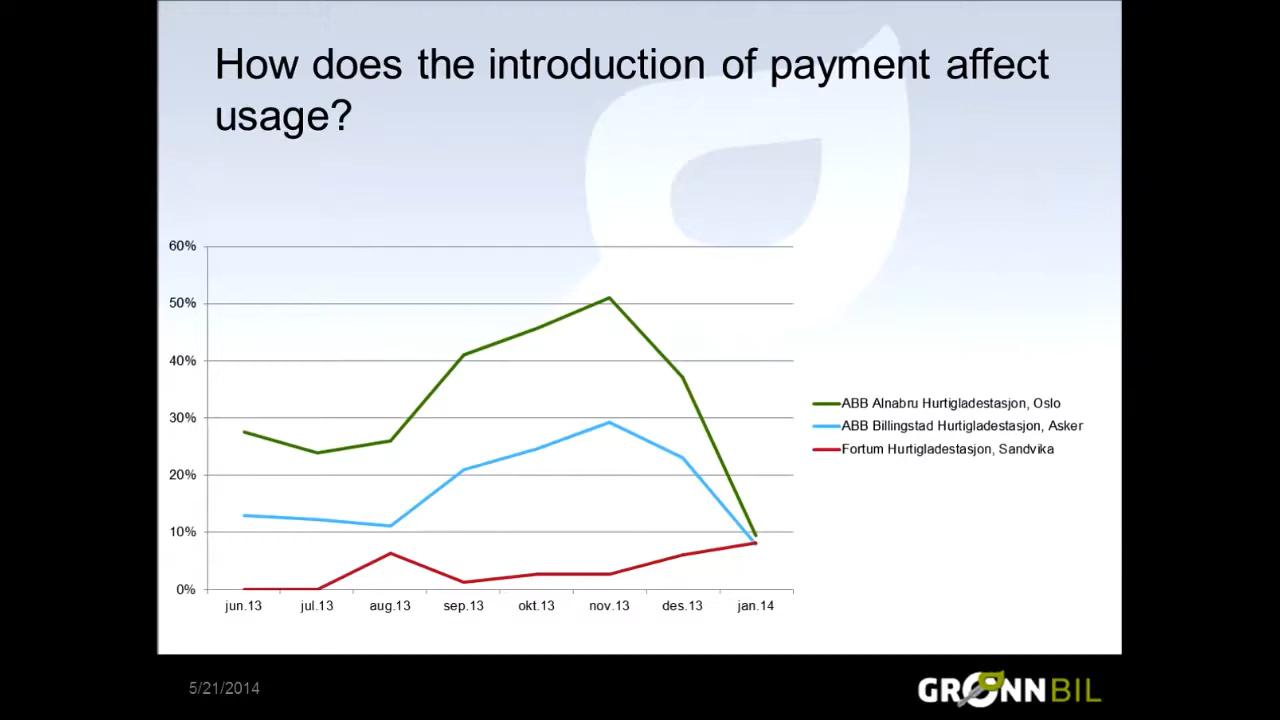 How does the introduction of payment affect
usage?
60%
50%
40%
30%
20%
10%
0%
jun.13 jul.13 aug.13 sep.13 okt.13 nov.13 des.13 jan.14
ABB Alnabru Hurtigladestasjon, Oslo
ABB Billingstad Hurtigladestasjon, Asker
Fortum Hurtigladestasjon, Sandvika
5/21/2014
GRØNN BIL